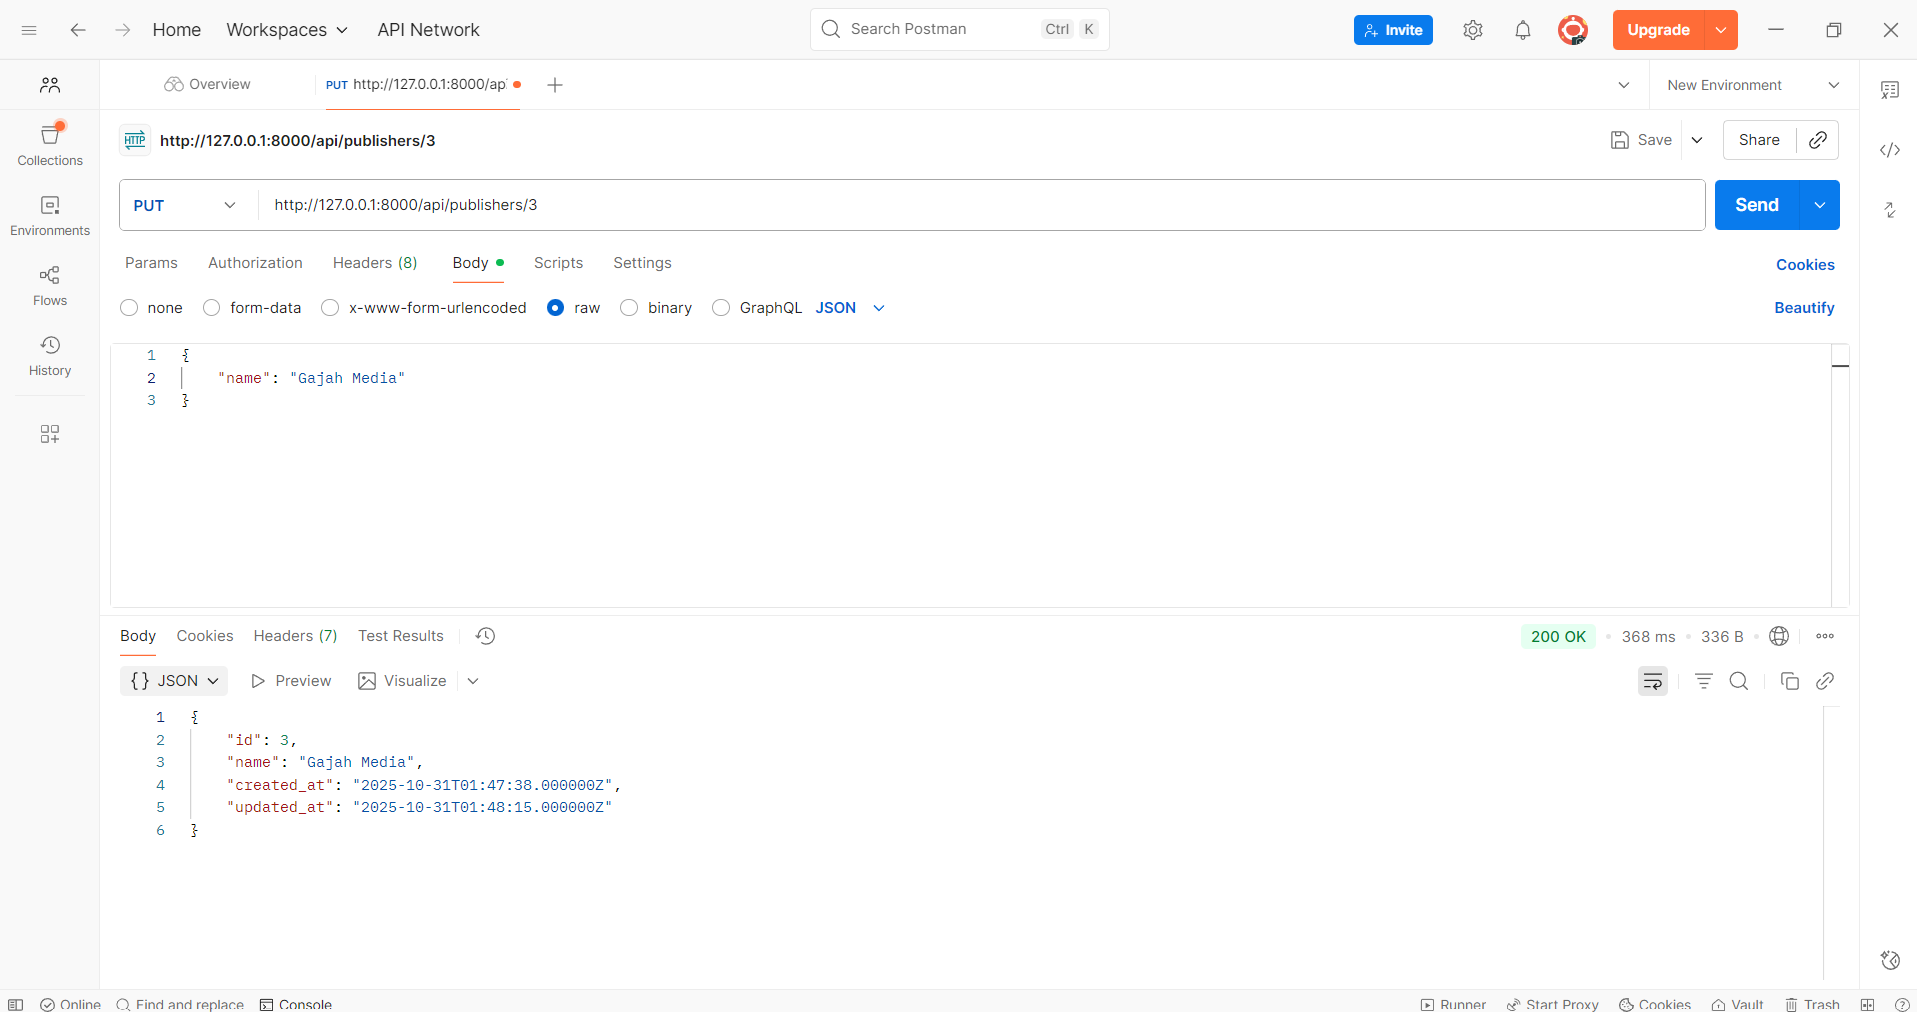 Home
Workspaces
API Network
Search Postman
Ctrl
K
Invite
Upgrade
Overview
PUT http://127.0.0.1:8000/ap
New Environment
HTTP
http://127.0.0.1:8000/api/publishers/3
Save
Share
PUT
http://127.0.0.1:8000/api/publishers/3
Send
Collections
Environments
Flows
History
Params
Authorization
Headers (8)
Body
Scripts
Settings
Cookies
none
form-data
x-www-form-urlencoded
raw
binary
GraphQL
JSON
Beautify
1 {
2 "name": "Gajah Media"
3 }
Body
Cookies
Headers (7)
Test Results
200 OK
368 ms
336 B
{} JSON
Preview
Visualize
1 {
2 "id": 3,
3 "name": "Gajah Media",
4 "created_at": "2025-10-31T01:47:38.000000Z",
5 "updated_at": "2025-10-31T01:48:15.000000Z"
6 }
Online
Find and replace
Console
Runner
Start Proxy
Cookies
Vault
Trash